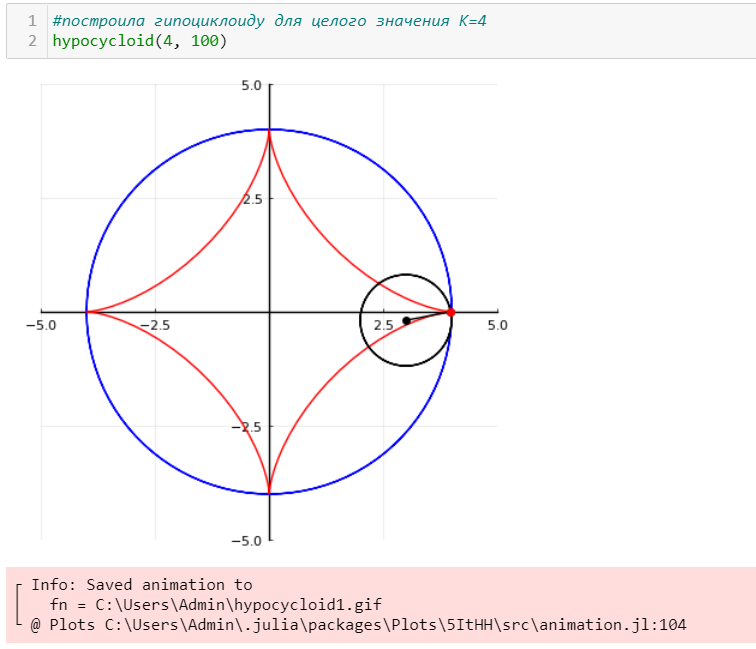 1 #построила гипоциклоиду для целого значения K=4
2 hypocycloid(4, 100)
5.0
2.5
−5.0 −2.5 2.5 5.0
−2.5
−5.0
Info: Saved animation to
fn = C:\Users\Admin\hypocycloid1.gif
@ Plots C:\Users\Admin\.julia\packages\Plots\5ItHH\src\animation.jl:104